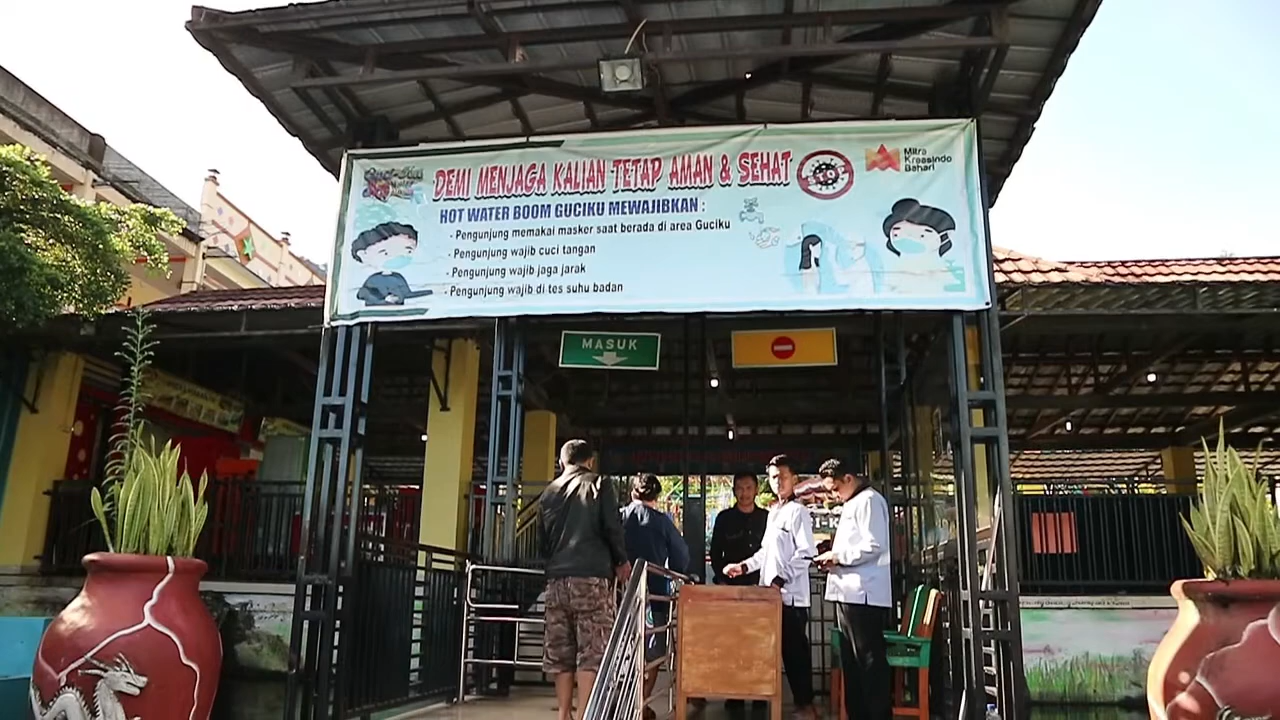 DEMI MENJAGA KALIAN TETAP AMAN & SEHAT
Mitra
Kreasindo
Bahari
HOT WATER BOOM GUCIKU MEWAJIBKAN :
- Pengunjung memakai masker saat berada di area Guciku
- Pengunjung wajib cuci tangan
- Pengunjung wajib jaga jarak
- Pengunjung wajib di tes suhu badan
MASUK